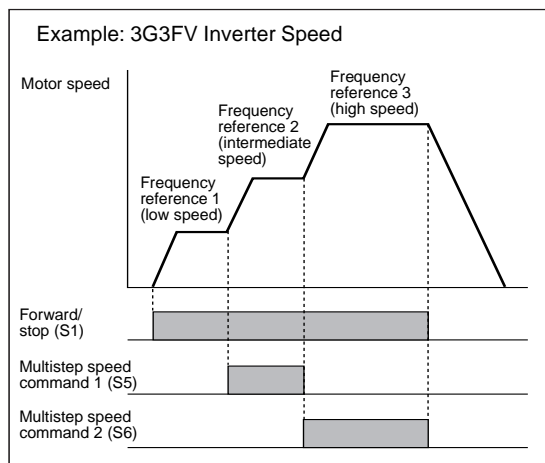 Example: 3G3FV Inverter Speed
Motor speed
Frequency
reference 3
(high speed)
Frequency
reference 2
(intermediate
speed)
Frequency
reference 1
(low speed)
Forward/
stop (S1)
Multistep speed
command 1 (S5)
Multistep speed
command 2 (S6)